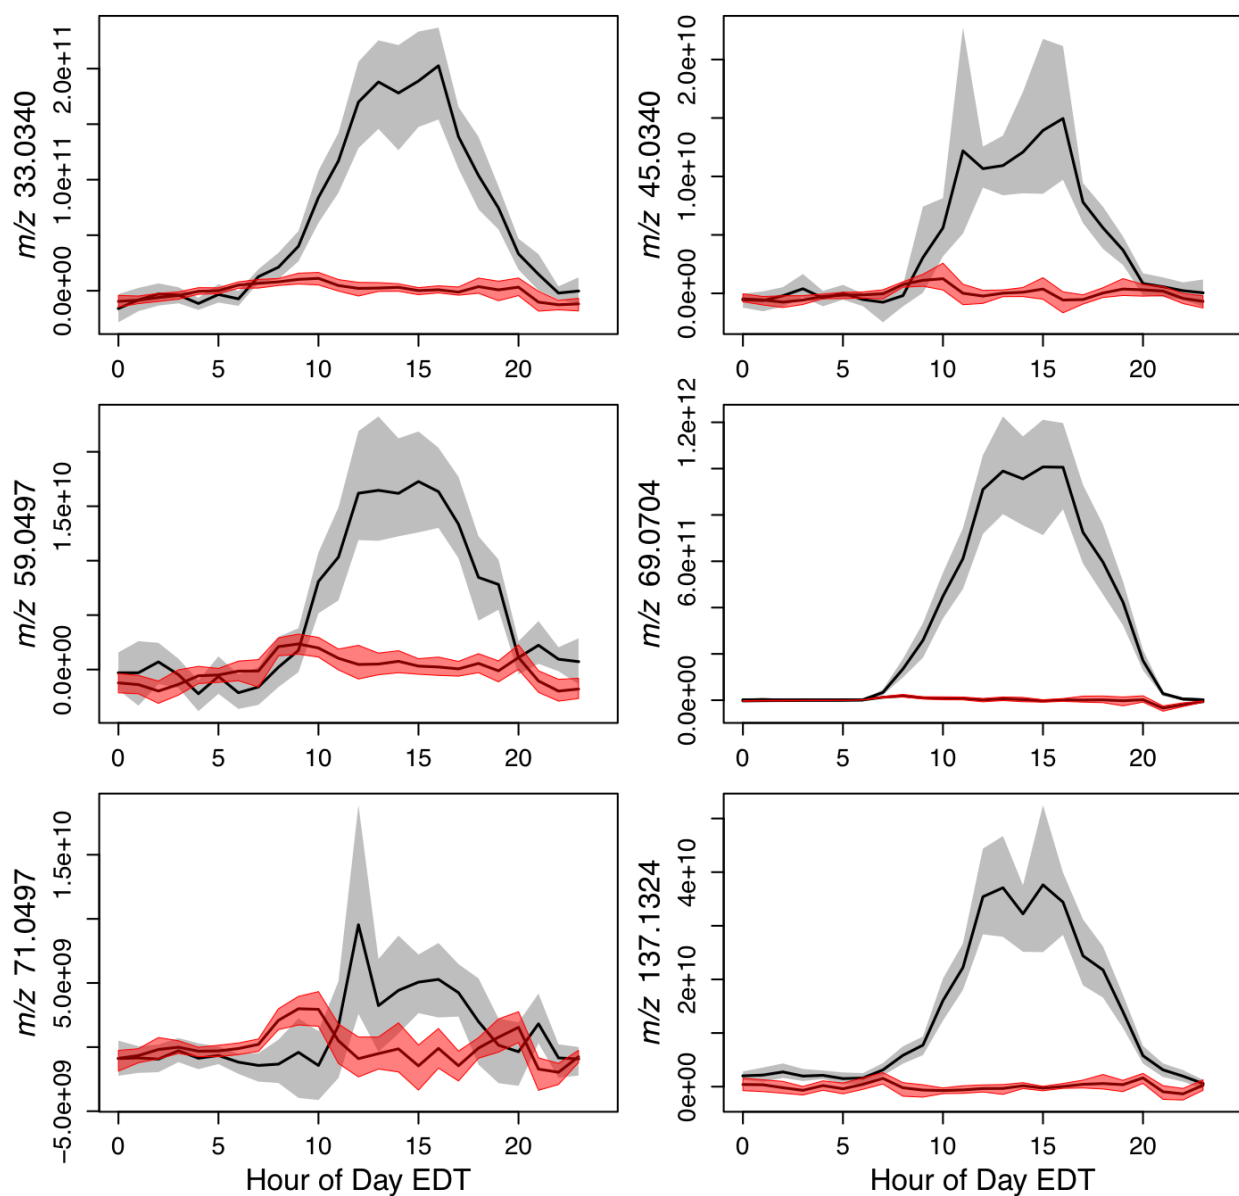 m/z 33.0340
0.0e+00 1.0e+11 2.0e+11
0 5 10 15 20
m/z 45.0340
0.0e+00 1.0e+10 2.0e+10
0 5 10 15 20
m/z 59.0497
0.0e+00 1.5e+10
0 5 10 15 20
m/z 69.0704
0.0e+00 6.0e+11 1.2e+12
0 5 10 15 20
m/z 71.0497
−5.0e+09 5.0e+09 1.5e+10
0 5 10 15 20
Hour of Day EDT
m/z 137.1324
0e+00 2e+10 4e+10
0 5 10 15 20
Hour of Day EDT